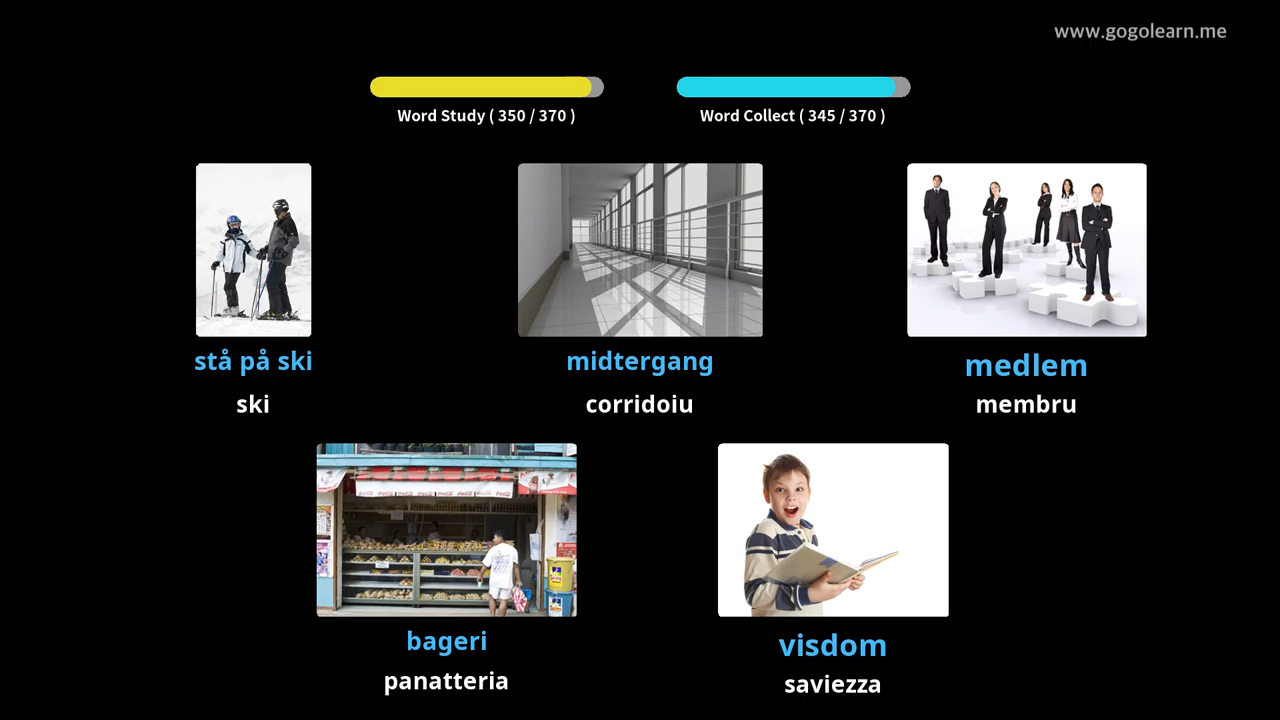 www.gogolearn.me
Word Study ( 350 / 370 )
Word Collect ( 345 / 370 )
stå på ski
midtergang
medlem
ski
corridoiu
membru
bageri
visdom
panatteria
saviezza